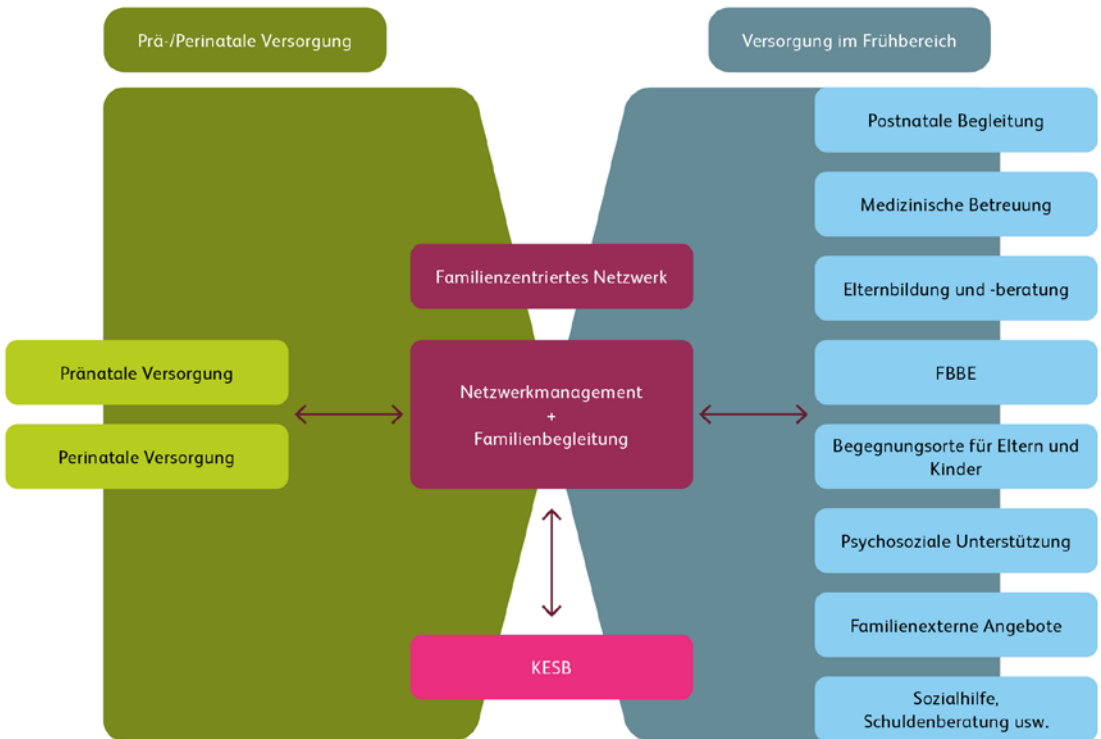 Prä-/Perinatale Versorgung
Versorgung im Frühbereich
Postnatale Begleitung
Medizinische Betreuung
Familienzentriertes Netzwerk
Elternbildung und -beratung
Pränatale Versorgung
Netzwerkmanagement
+
Familienbegleitung
FBBE
Perinatale Versorgung
Begegnungsorte für Eltern und
Kinder
Psychosoziale Unterstützung
Familienexterne Angebote
KESB
Sozialhilfe,
Schuldenberatung usw.